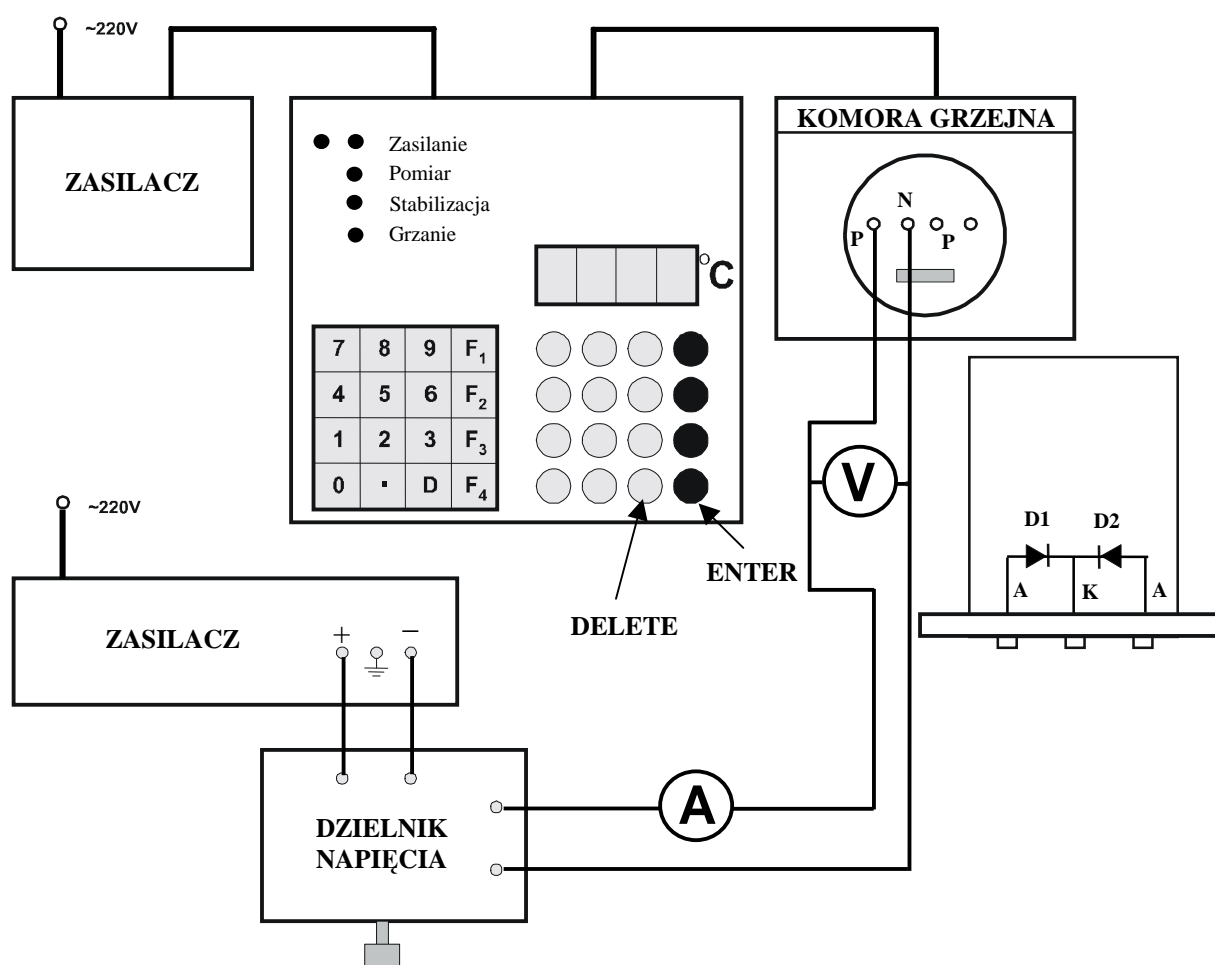 ~220V
ZASILACZ
Zasilanie
Pomiar
Stabilizacja
Grzanie
°C
7 8 9 F1
4 5 6 F2
1 2 3 F3
0 . D F4
ENTER
DELETE
KOMORA GRZEJNA
N
P P
V
D1 D2
A K A
~220V
ZASILACZ
+ −
DZIELNIK
NAPIĘCIA
A